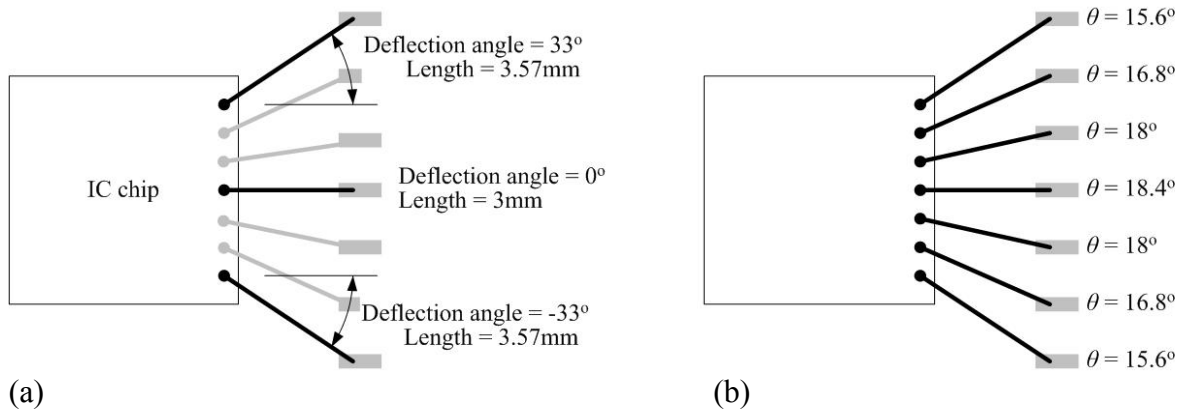 Deflection angle = 33°
Length = 3.57mm
IC chip
Deflection angle = 0°
Length = 3mm
Deflection angle = -33°
Length = 3.57mm
(a)
θ = 15.6°
θ = 16.8°
θ = 18°
θ = 18.4°
θ = 18°
θ = 16.8°
θ = 15.6°
(b)